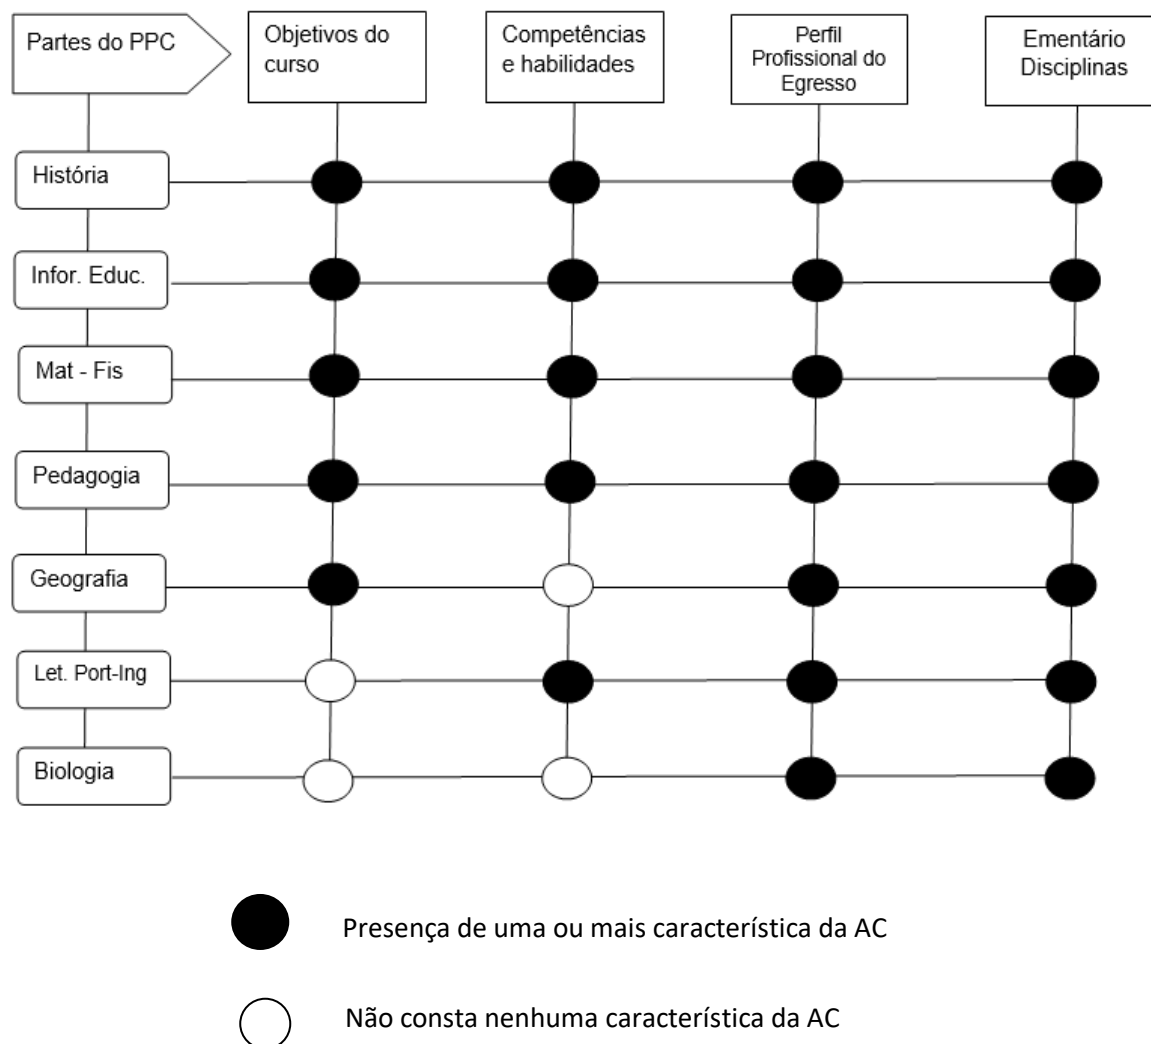 Partes do PPC
Objetivos do
curso
Competências
e habilidades
Perfil
Profissional do
Egresso
Ementário
Disciplinas
História
Infor. Educ.
Mat - Fis
Pedagogia
Geografia
Let. Port-Ing
Biologia
Presença de uma ou mais característica da AC
Não consta nenhuma característica da AC